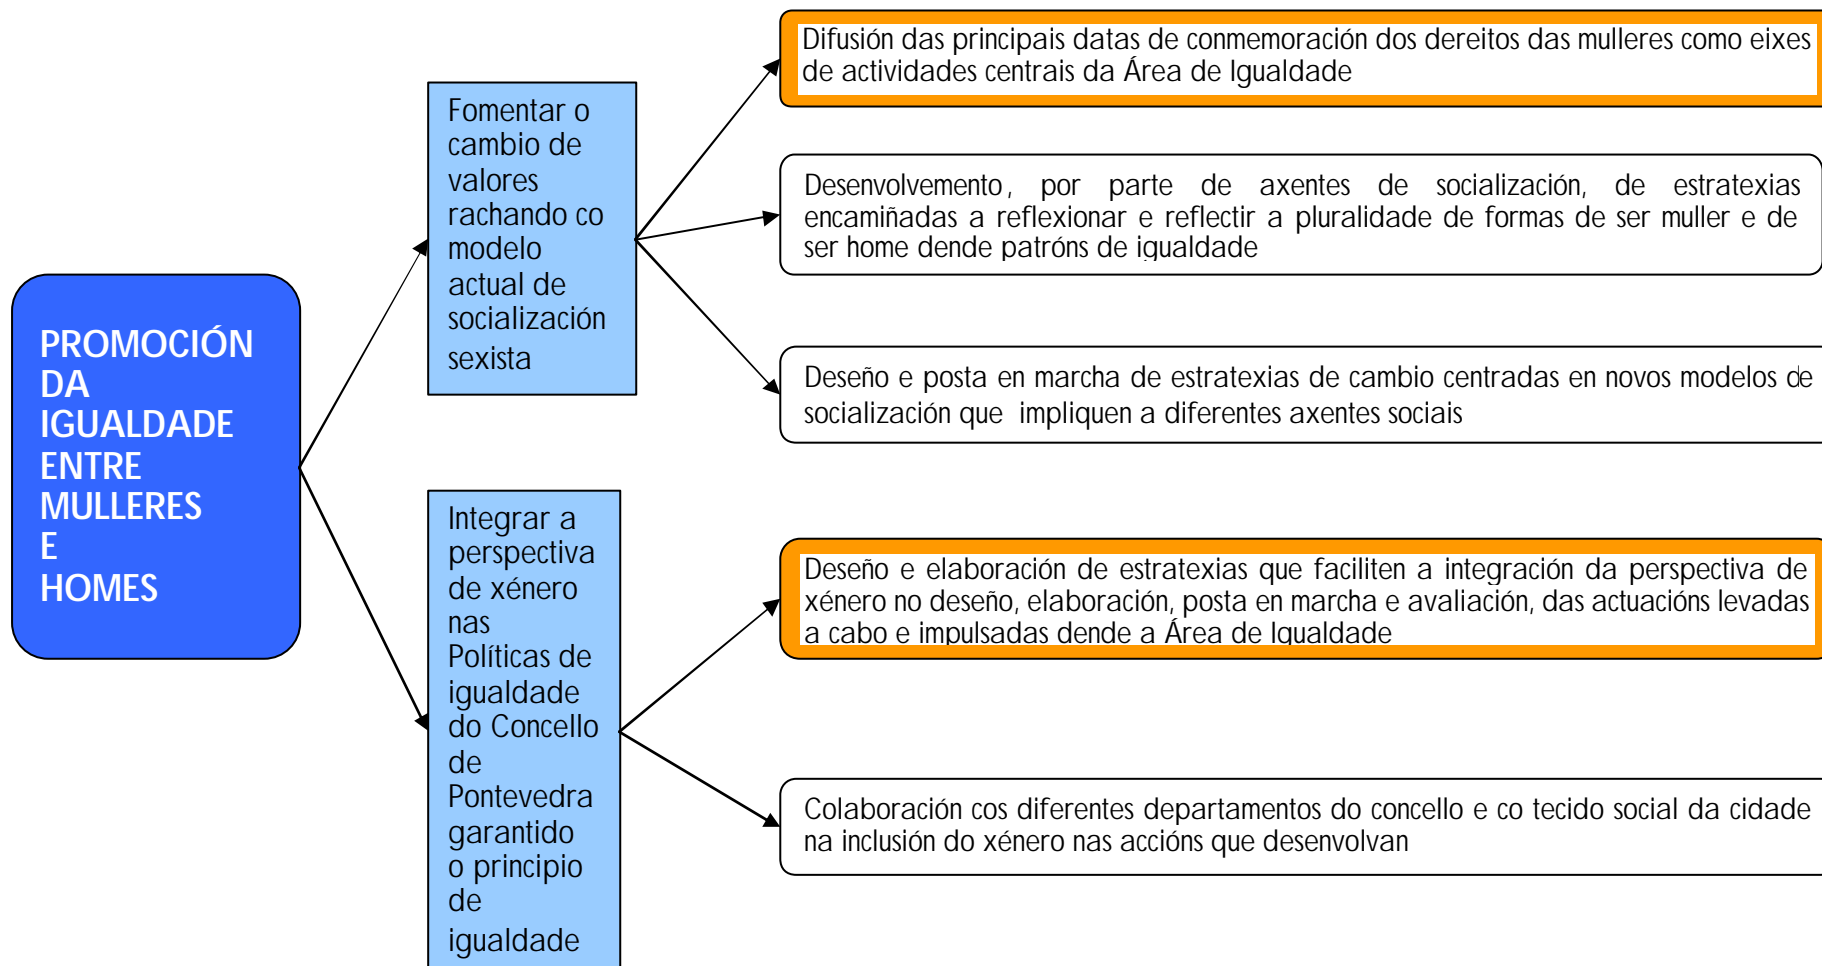 PROMOCIÓN
DA
IGUALDADE
ENTRE
MULLERES
E
HOMES
Fomentar o
cambio de
valores
rachando co
modelo
actual de
socialización
sexista
Difusión das principais datas de conmemoración dos dereitos das mulleres como eixes
de actividades centrais da Área de Igualdade
Desenvolvemento, por parte de axentes de socialización, de estratexias
encamiñadas a reflexionar e reflectir a pluralidade de formas de ser muller e de
ser home dende patróns de igualdade
Deseño e posta en marcha de estratexias de cambio centradas en novos modelos de
socialización que impliquen a diferentes axentes sociais
Integrar a
perspectiva
de xénero
nas
Políticas de
igualdade
do Concello
de
Pontevedra
garantido
o principio
de
igualdade
Deseño e elaboración de estratexias que faciliten a integración da perspectiva de
xénero no deseño, elaboración, posta en marcha e avaliación, das actuacións levadas
a cabo e impulsadas dende a Área de Igualdade
Colaboración cos diferentes departamentos do concello e co tecido social da cidade
na inclusión do xénero nas accións que desenvolvan